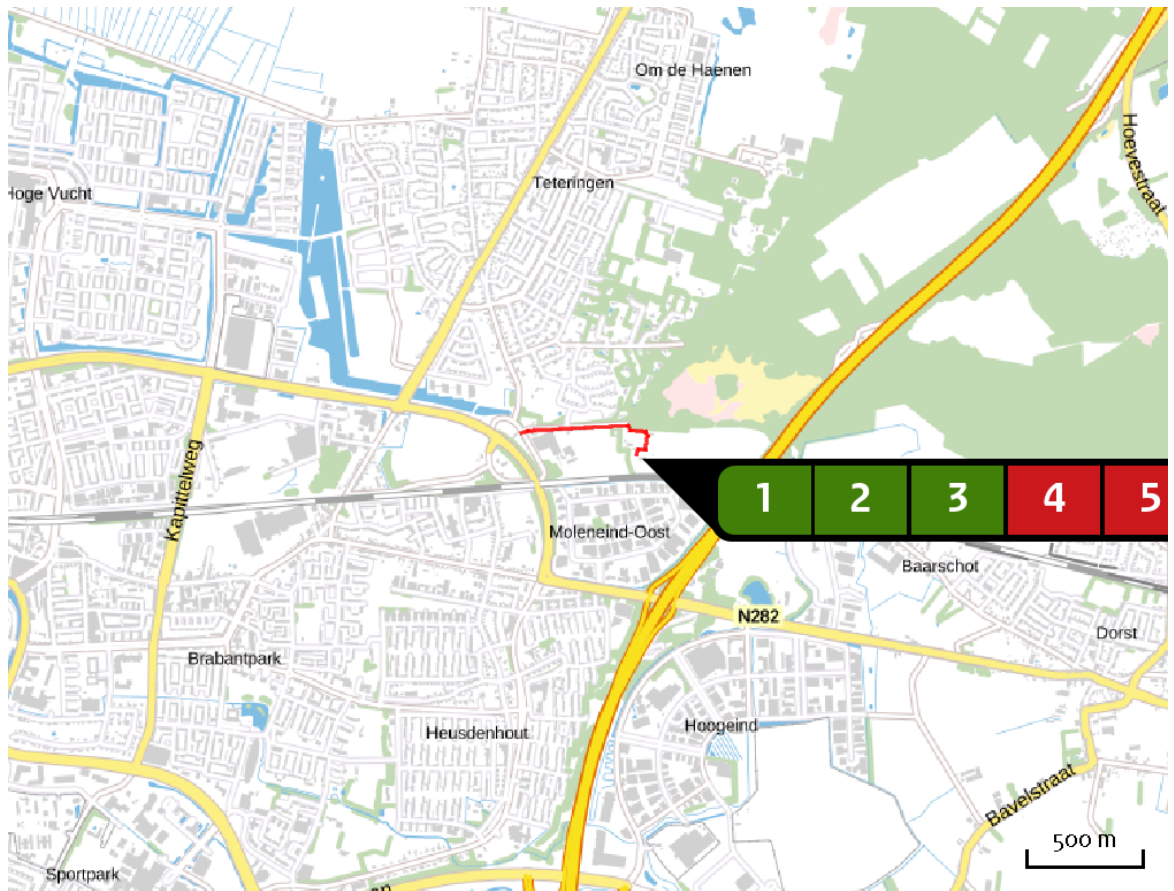 Om de Haenen
Hoevestraat
Teteringen
Hoge Vucht
Kapittelweg
1 2 3 4 5
Moleneind-Oost
Baarschot
N282
Dorst
Brabantpark
Hoogeind
Heusdenhout
Bavelstraat
500 m
Sportpark